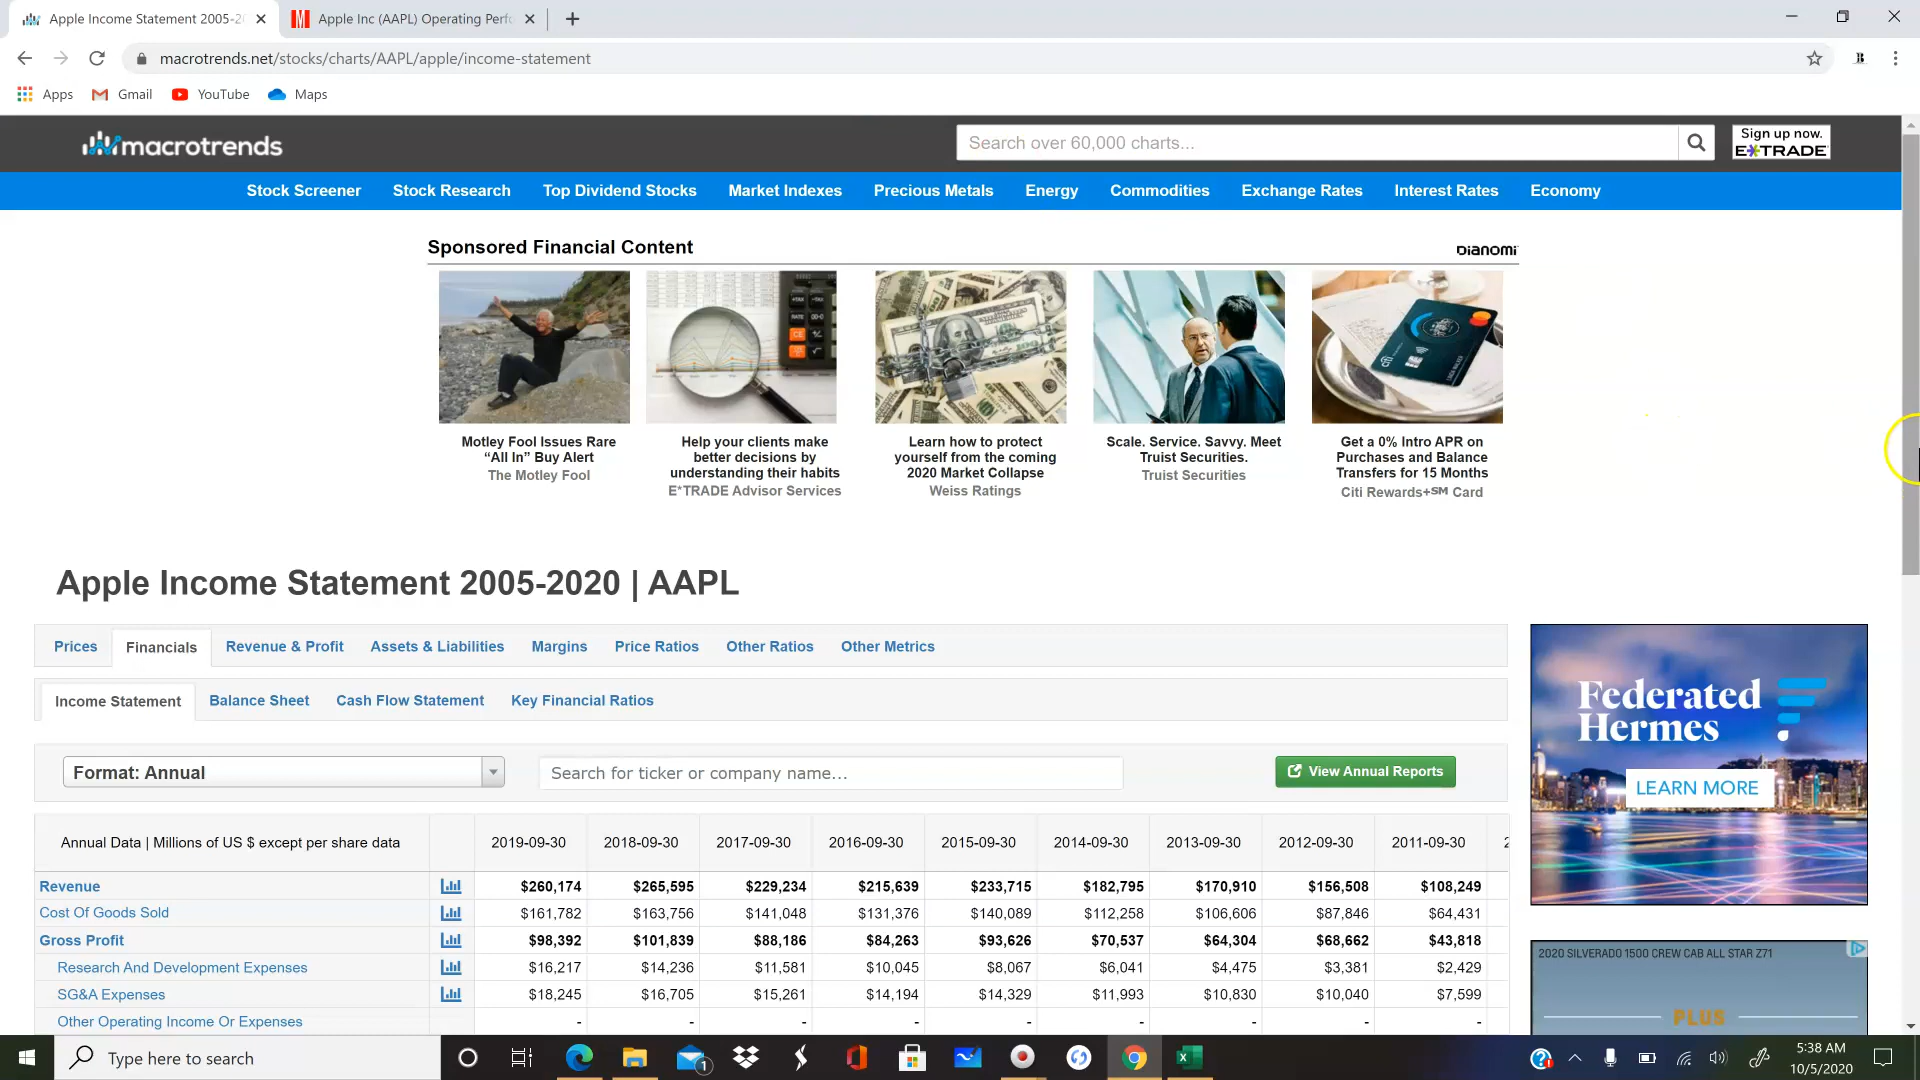 Apple Income Statement 2005-2
Apple Inc (AAPL) Operating Perfo
macrotrends.net/stocks/charts/AAPL/apple/income-statement
Apps Gmail YouTube Maps
macrotrends
Search over 60,000 charts...
Sign up now.
E*TRADE
Stock Screener Stock Research Top Dividend Stocks Market Indexes Precious Metals Energy Commodities Exchange Rates Interest Rates Economy
Sponsored Financial Content
DIANOMI
Motley Fool Issues Rare
“All In” Buy Alert
The Motley Fool
Help your clients make
better decisions by
understanding their habits
E*TRADE Advisor Services
Learn how to protect
yourself from the coming
2020 Market Collapse
Weiss Ratings
Scale. Service. Savvy. Meet
Truist Securities.
Truist Securities
Get a 0% Intro APR on
Purchases and Balance
Transfers for 15 Months
Citi Rewards+℠ Card
Apple Income Statement 2005-2020 | AAPL
Prices Financials Revenue & Profit Assets & Liabilities Margins Price Ratios Other Ratios Other Metrics
Income Statement Balance Sheet Cash Flow Statement Key Financial Ratios
Format: Annual
Search for ticker or company name...
View Annual Reports
Annual Data | Millions of US $ except per share data 2019-09-30 2018-09-30 2017-09-30 2016-09-30 2015-09-30 2014-09-30 2013-09-30 2012-09-30 2011-09-30 2
Revenue $260,174 $265,595 $229,234 $215,639 $233,715 $182,795 $170,910 $156,508 $108,249
Cost Of Goods Sold $161,782 $163,756 $141,048 $131,376 $140,089 $112,258 $106,606 $87,846 $64,431
Gross Profit $98,392 $101,839 $88,186 $84,263 $93,626 $70,537 $64,304 $68,662 $43,818
Research And Development Expenses $16,217 $14,236 $11,581 $10,045 $8,067 $6,041 $4,475 $3,381 $2,429
SG&A Expenses $18,245 $16,705 $15,261 $14,194 $14,329 $11,993 $10,830 $10,040 $7,599
Other Operating Income Or Expenses - - - - - - - - -
Federated
Hermes
LEARN MORE
2020 SILVERADO 1500 CREW CAB ALL STAR Z71
PLUS
Type here to search
1
5:38 AM
10/5/2020